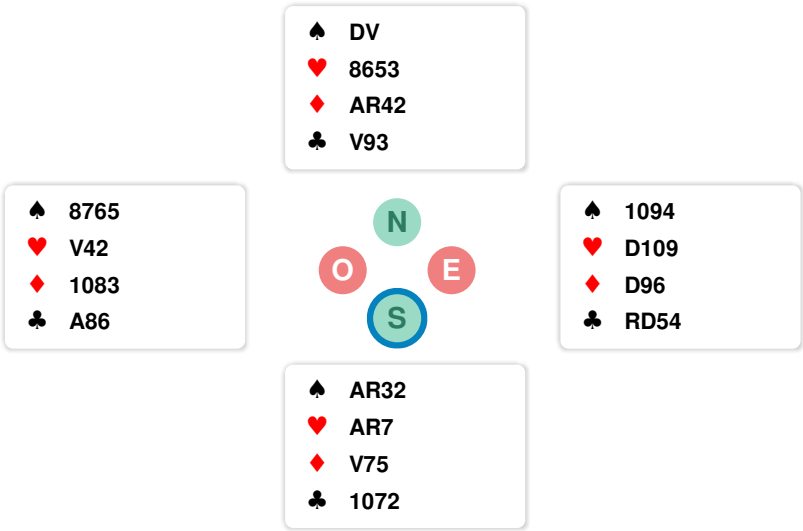 ♠ DV
♥ 8653
♦ AR42
♣ V93
♠ 8765
♥ V42
♦ 1083
♣ A86
N
O E
S
♠ 1094
♥ D109
♦ D96
♣ RD54
♠ AR32
♥ AR7
♦ V75
♣ 1072